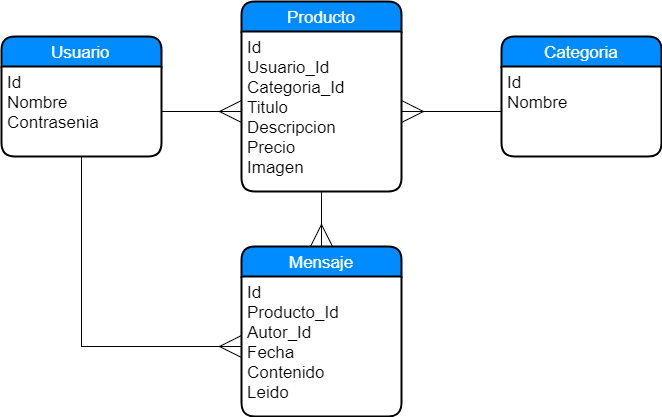 Usuario
Id
Nombre
Contrasenia
Producto
Id
Usuario_Id
Categoria_Id
Titulo
Descripcion
Precio
Imagen
Categoria
Id
Nombre
Mensaje
Id
Producto_Id
Autor_Id
Fecha
Contenido
Leido